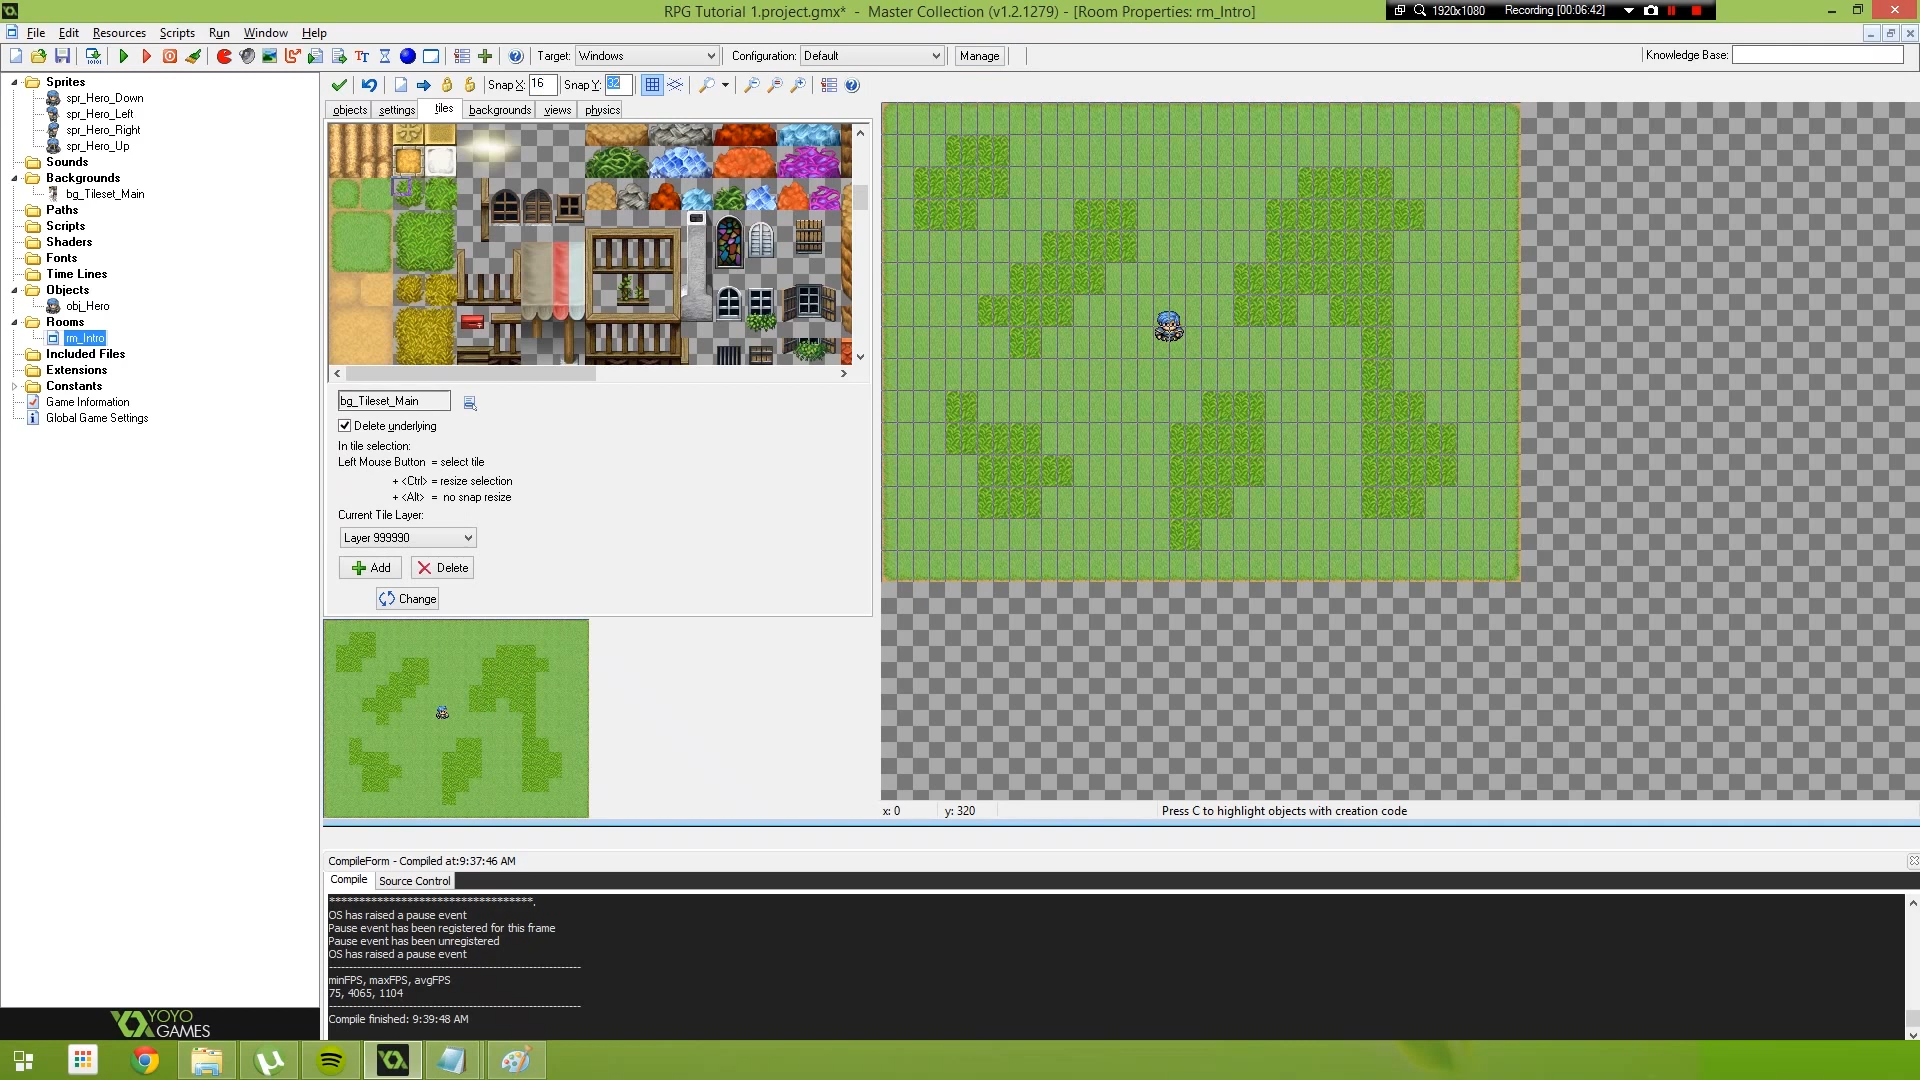 RPG Tutorial 1.project.gmx* - Master Collection (v1.2.1279) - [Room Properties: rm_Intro]
1920x1080 Recording [00:06:42]
File Edit Resources Scripts Run Window Help
Target: Windows Configuration: Default Manage Knowledge Base:
Snap X: 16 Snap Y: 32
objects settings tiles backgrounds views physics
Sprites
spr_Hero_Down
spr_Hero_Left
spr_Hero_Right
spr_Hero_Up
Sounds
Backgrounds
bg_Tileset_Main
Paths
Scripts
Shaders
Fonts
Time Lines
Objects
obj_Hero
Rooms
rm_Intro
Included Files
Extensions
Constants
Game Information
Global Game Settings
bg_Tileset_Main
Delete underlying
In tile selection:
Left Mouse Button = select tile
+ <Ctrl> = resize selection
+ <Alt> = no snap resize
Current Tile Layer:
Layer 999990
Add Delete
Change
x: 0 y: 320 Press C to highlight objects with creation code
CompileForm - Compiled at:9:37:46 AM
Compile Source Control
***********************************.
OS has raised a pause event
Pause event has been registered for this frame
Pause event has been unregistered
OS has raised a pause event
minFPS, maxFPS, avgFPS
75, 4065, 1104
Compile finished: 9:39:48 AM
YOYO
GAMES